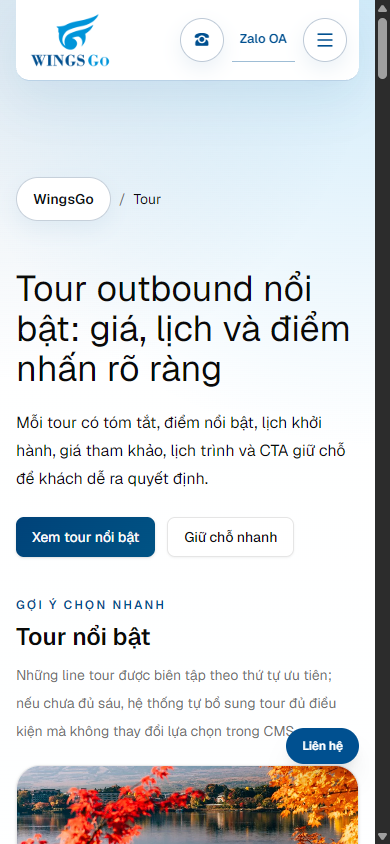 WINGS Go
Zalo OA
WingsGo / Tour
Tour outbound nổi
bật: giá, lịch và điểm
nhấn rõ ràng
Mỗi tour có tóm tắt, điểm nổi bật, lịch khởi
hành, giá tham khảo, lịch trình và CTA giữ chỗ
để khách dễ ra quyết định.
Xem tour nổi bật
Giữ chỗ nhanh
GỢI Ý CHỌN NHANH
Tour nổi bật
Những line tour được biên tập theo thứ tự ưu tiên;
nếu chưa đủ sáu, hệ thống tự bổ sung tour đủ điều
kiện mà không thay đổi lựa chọn trong CMS
Liên hệ